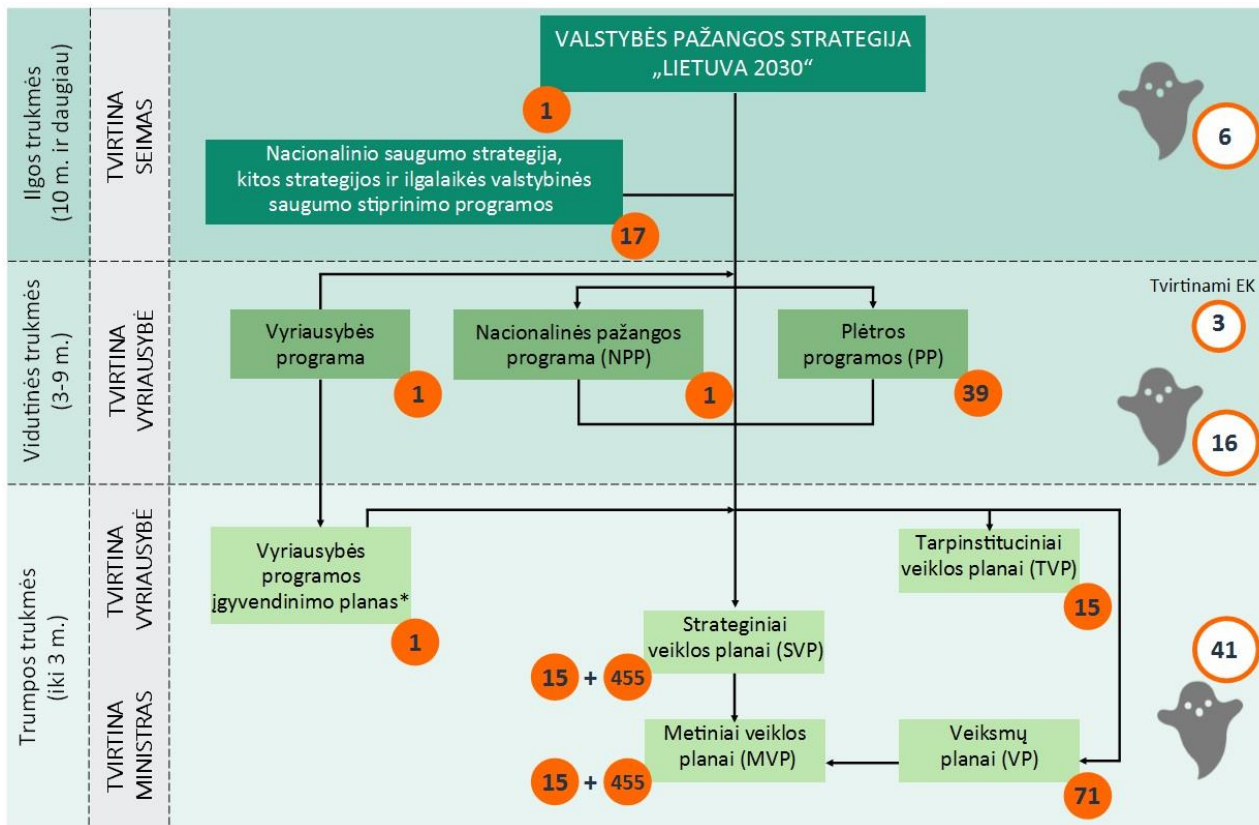 Ilgos trukmės
(10 m. ir daugiau)
TVIRTINA
SEIMAS
VALSTYBĖS PAŽANGOS STRATEGIJA
„LIETUVA 2030“
1
6
Nacionalinio saugumo strategija,
kitos strategijos ir ilgalaikės valstybinės
saugumo stiprinimo programos
17
Vidutinės trukmės
(3-9 m.)
TVIRTINA
VYRIAUSYBĖ
Tvirtinami EK
3
Vyriausybės
programa
1
Nacionalinės pažangos
programa (NPP)
1
Plėtros
programos (PP)
39
16
Trumpos trukmės
(iki 3 m.)
TVIRTINA
VYRIAUSYBĖ
Vyriausybės
programos
įgyvendinimo planas*
1
Tarpinstituciniai
veiklos planai (TVP)
15
Strateginiai
veiklos planai (SVP)
15 + 455
41
TVIRTINA
MINISTRAS
Metiniai veiklos
planai (MVP)
15 + 455
Veiksmų
planai (VP)
71